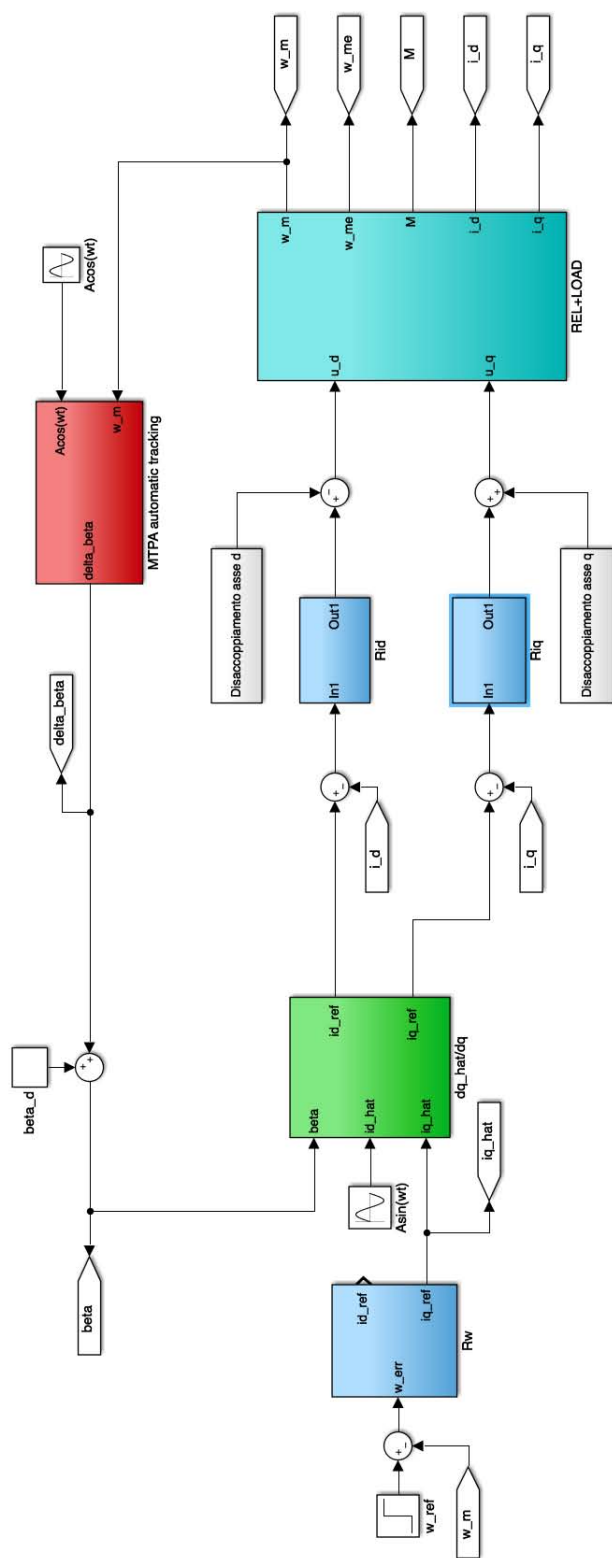 beta
beta_d
delta_beta
delta_beta
Acos(wt)
w_m
MTPA automatic tracking
Acos(wt)
w_ref
w_m
w_err
id_ref
iq_ref
Rw
Asin(wt)
iq_hat
beta
id_hat
iq_hat
id_ref
iq_ref
dq_hat/dq
i_d
i_q
In1
Out1
Rid
In1
Out1
Riq
Disaccoppiamento asse d
Disaccoppiamento asse q
u_d
u_q
w_m
w_me
M
i_d
i_q
REL+LOAD
w_m
w_me
M
i_d
i_q